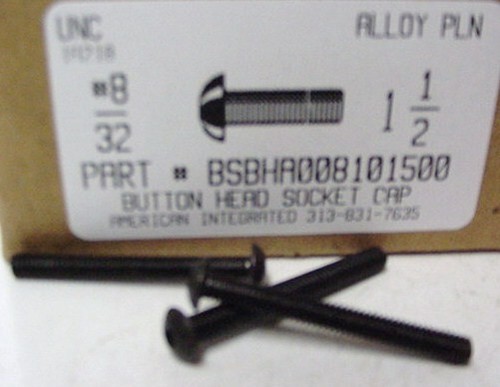 UNC ALLOY PLN
#8
32
1 1/2
PART # BSBHA008101500
BUTTON HEAD SOCKET CAP
AMERICAN INTEGRATED 313-831-7635